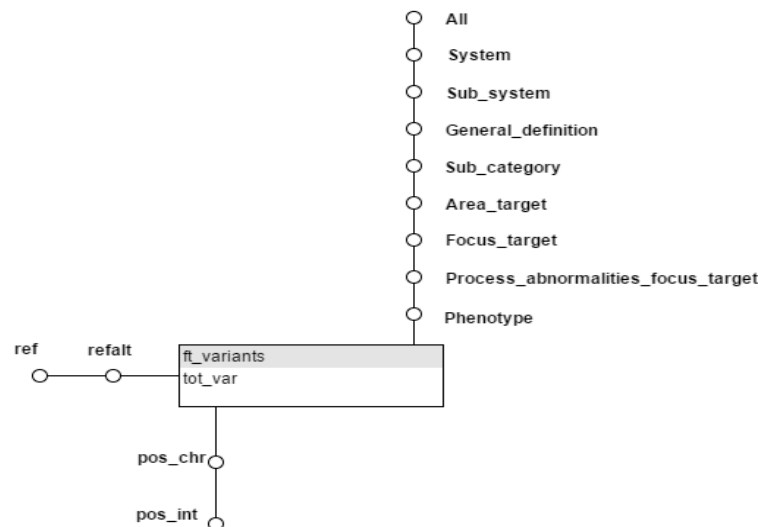 All
System
Sub_system
General_definition
Sub_category
Area_target
Focus_target
Process_abnormalities_focus_target
Phenotype
ref
refalt
ft_variants
tot_var
pos_chr
pos_int